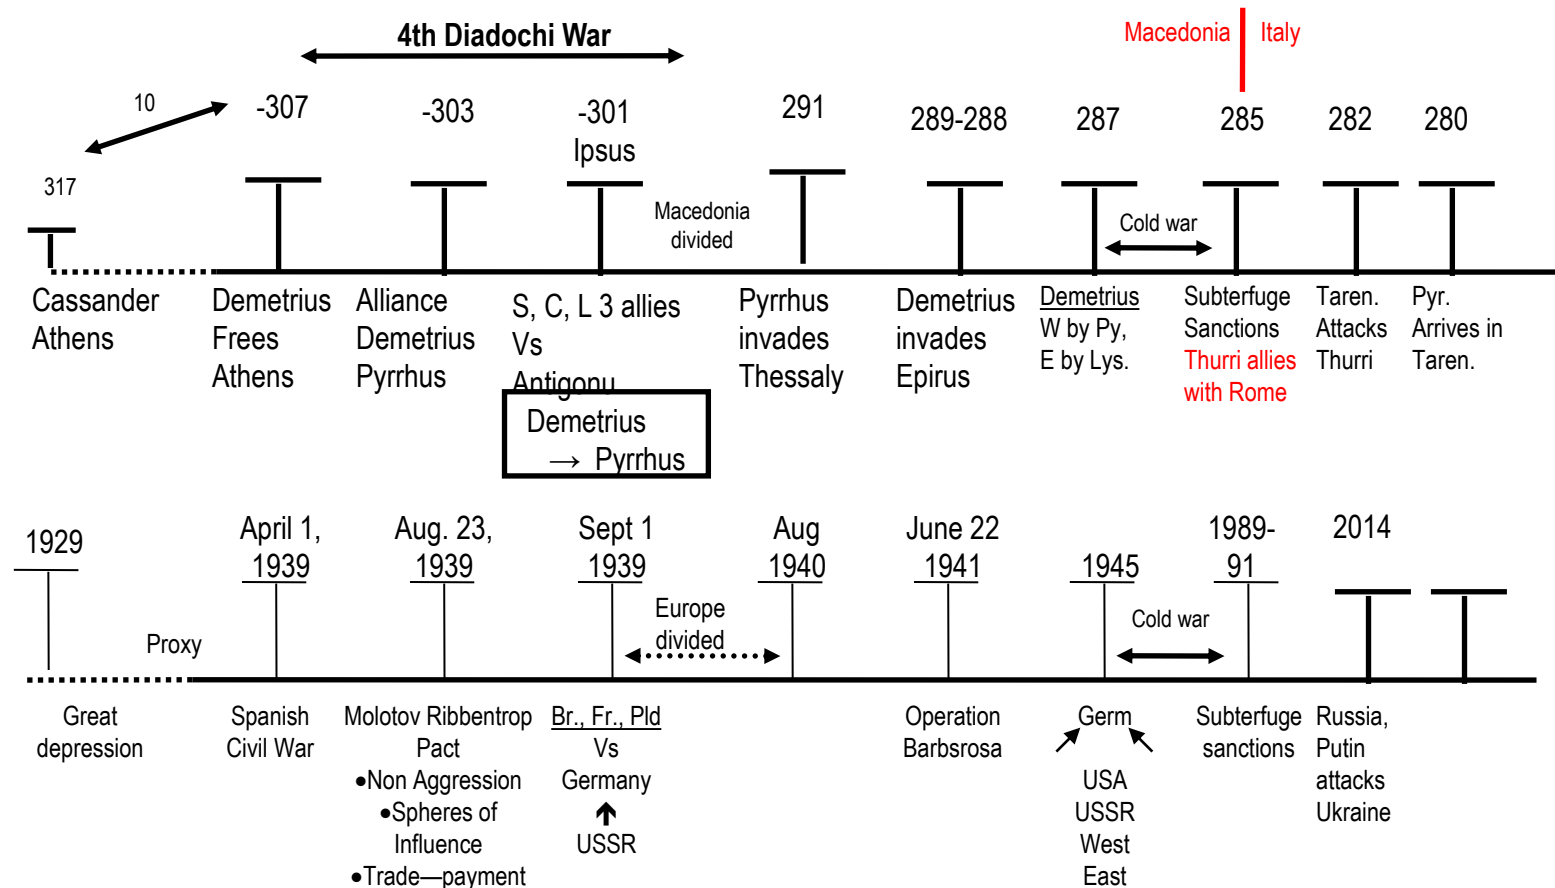 4th Diadochi War
Macedonia Italy
10
317
-307
-303
-301
Ipsus
291
289-288
287
285
282
280
Macedonia
divided
Cold war
Cassander
Athens
Demetrius
Frees
Athens
Alliance
Demetrius
Pyrrhus
S, C, L 3 allies
Vs
Antigonu
Demetrius
→ Pyrrhus
Pyrrhus
invades
Thessaly
Demetrius
invades
Epirus
Demetrius
W by Py,
E by Lys.
Subterfuge
Sanctions
Thurri allies
with Rome
Taren.
Attacks
Thurri
Pyr.
Arrives in
Taren.
1929
April 1,
1939
Aug. 23,
1939
Sept 1
1939
Aug
1940
June 22
1941
1945
1989-
91
2014
Proxy
Europe
divided
Cold war
Great
depression
Spanish
Civil War
Molotov Ribbentrop
Pact
•Non Aggression
•Spheres of
Influence
•Trade—payment
Br., Fr., Pld
Vs
Germany
USSR
Operation
Barbsrosa
Germ
USA
USSR
West
East
Subterfuge
sanctions
Russia,
Putin
attacks
Ukraine